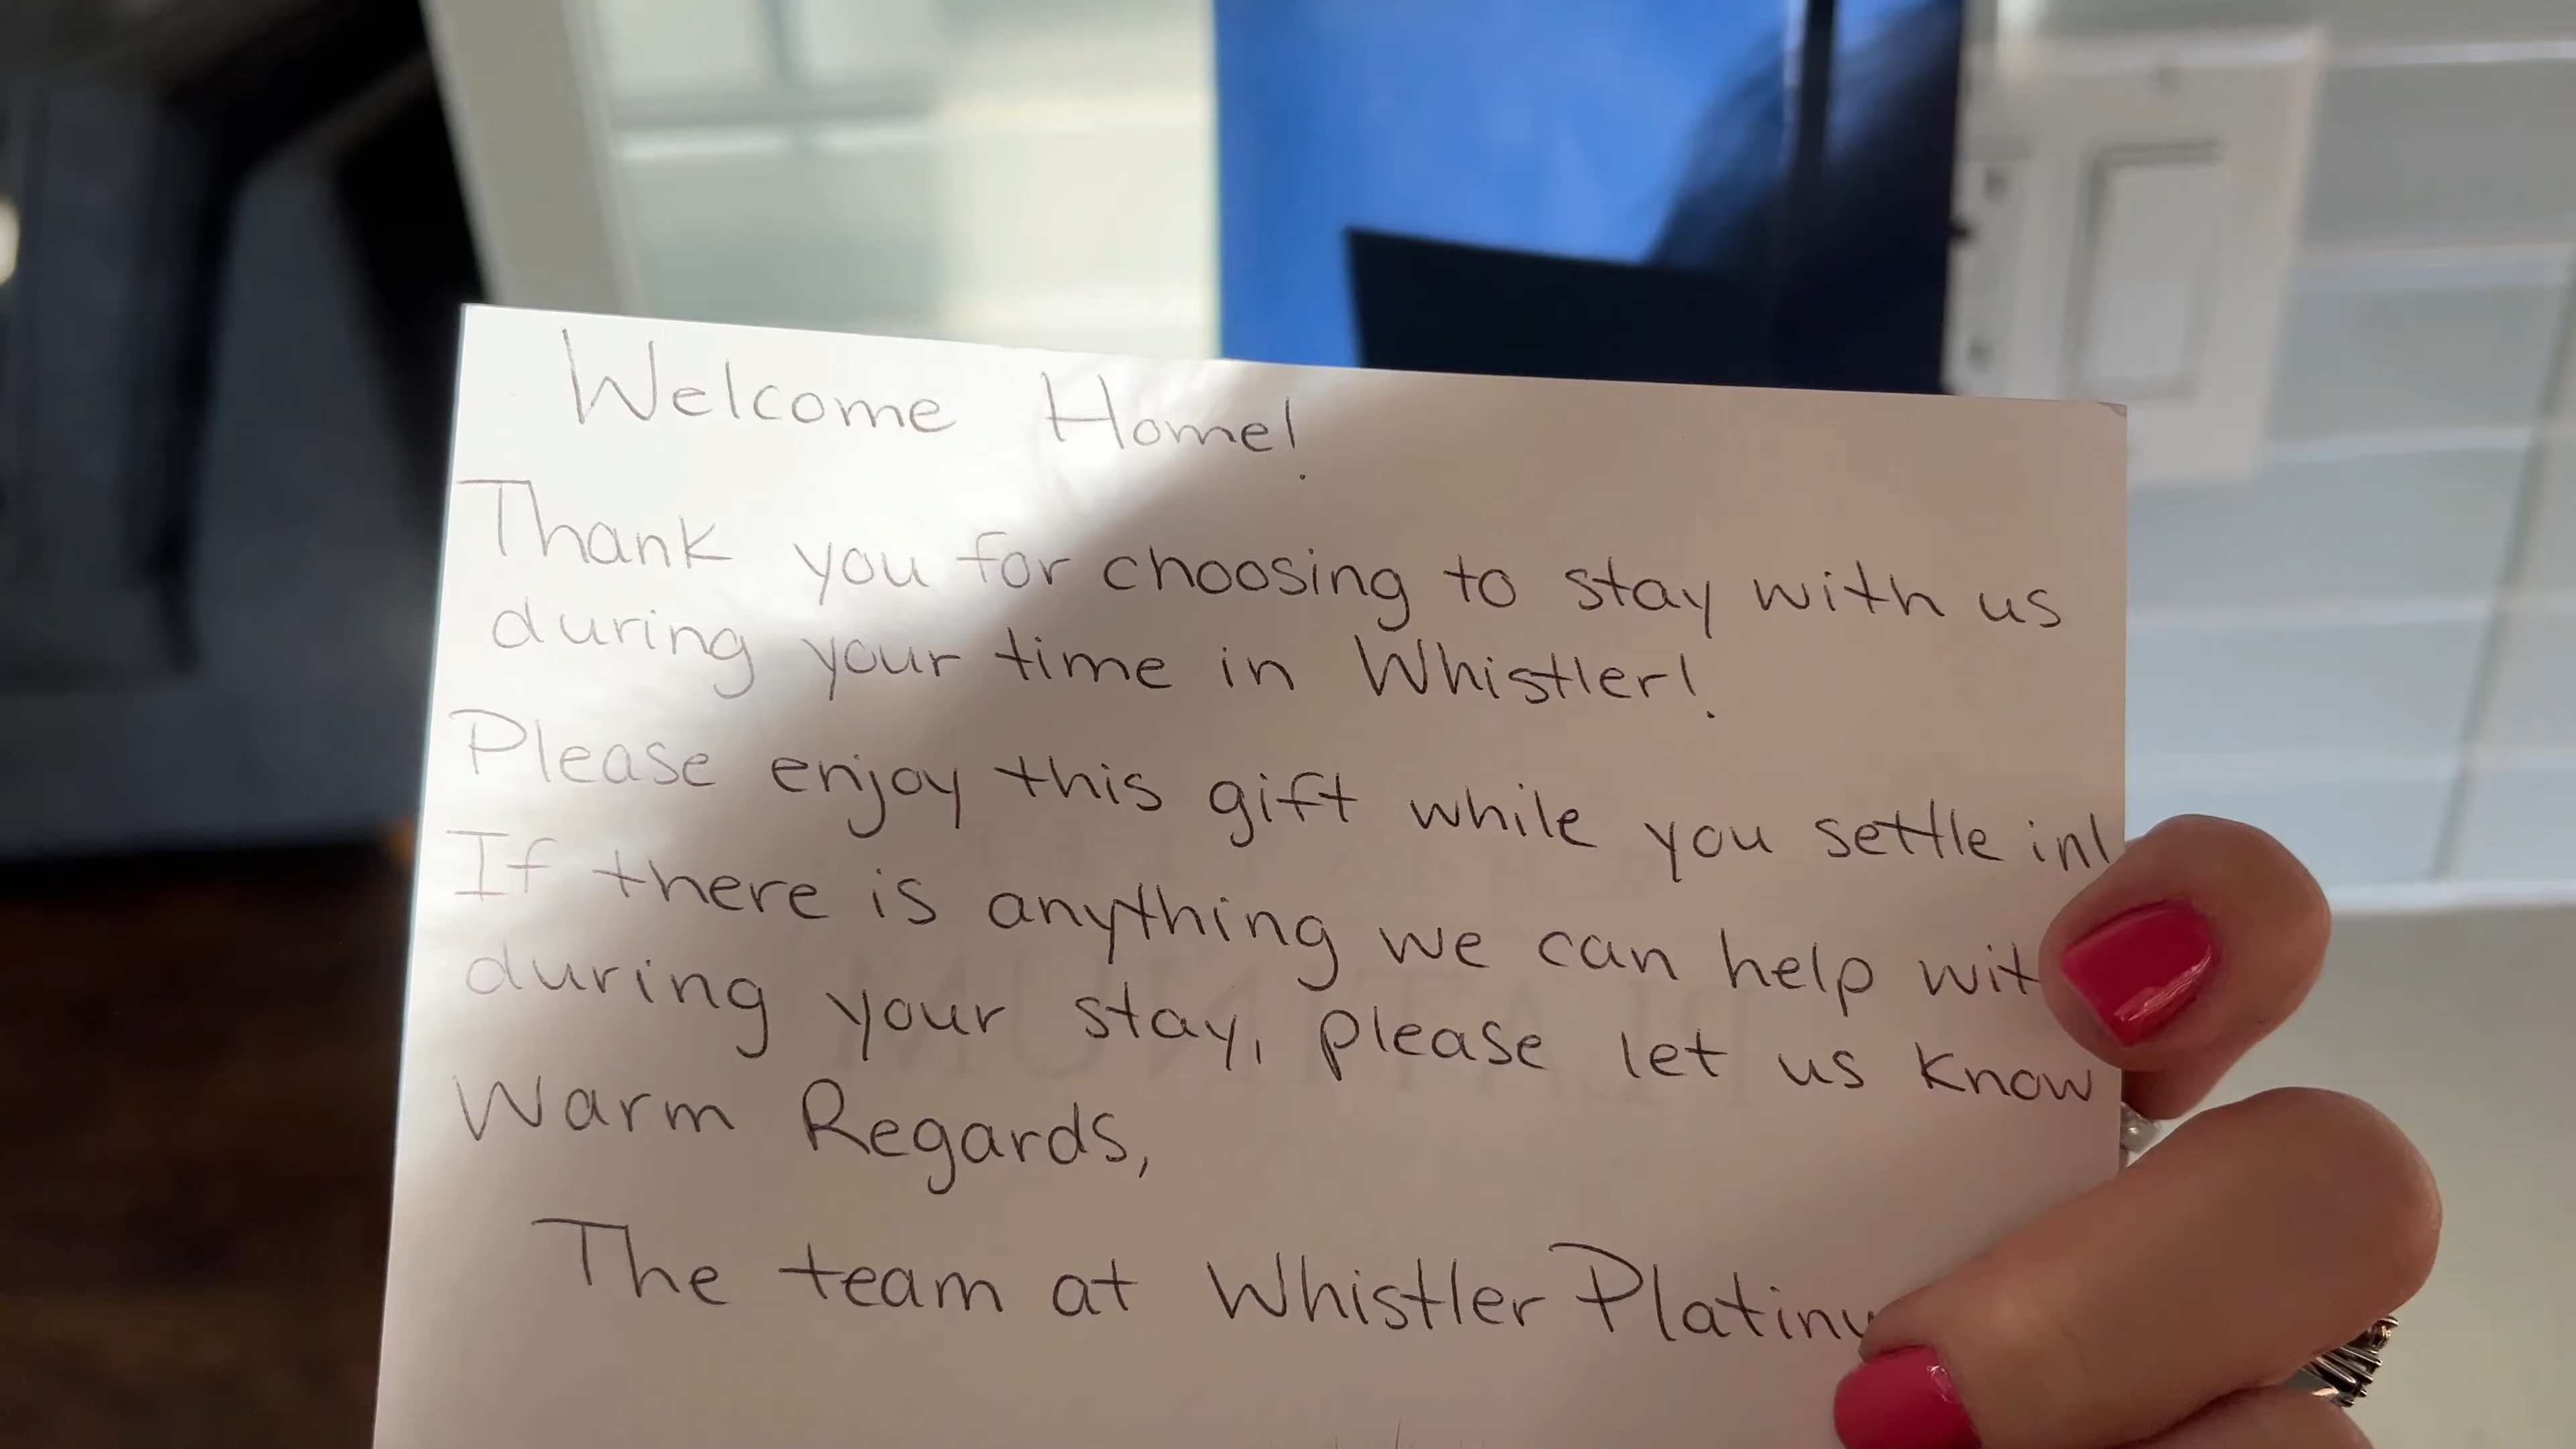 Welcome Home!
Thank you for choosing to stay with us
during your time in Whistler!
Please enjoy this gift while you settle in!
If there is anything we can help wit
during your stay, please let us know
Warm Regards,
The team at Whistler Platinu